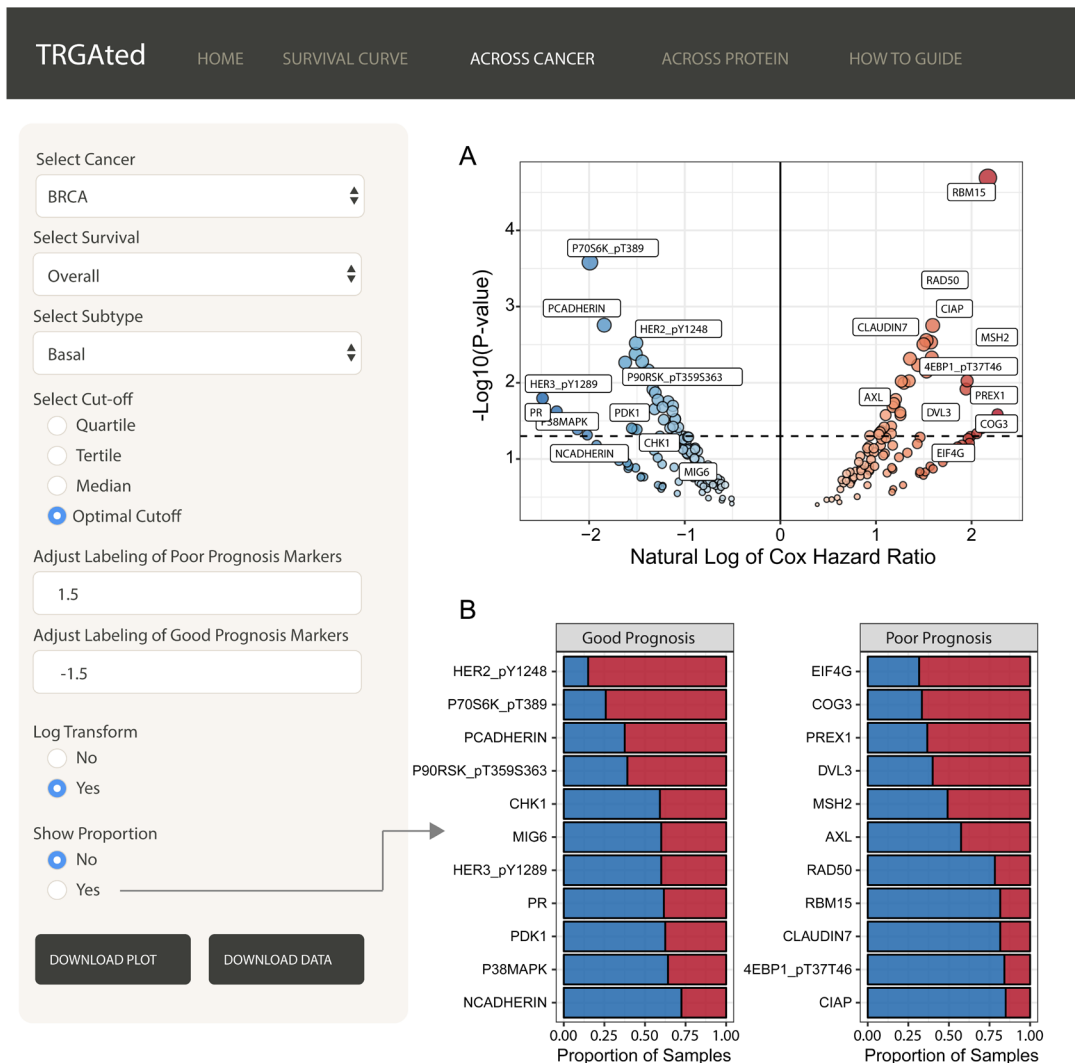 TRGAted HOME SURVIVAL CURVE ACROSS CANCER ACROSS PROTEIN HOW TO GUIDE
Select Cancer
BRCA
Select Survival
Overall
Select Subtype
Basal
Select Cut-off
Quartile
Tertile
Median
Optimal Cutoff
Adjust Labeling of Poor Prognosis Markers
1.5
Adjust Labeling of Good Prognosis Markers
-1.5
Log Transform
No
Yes
Show Proportion
No
Yes
DOWNLOAD PLOT DOWNLOAD DATA
A
-Log10(P-value)
4
3
2
1
RBM15
P70S6K_pT389
RAD50
PCADHERIN
CIAP
HER2_pY1248
CLAUDIN7
MSH2
4EBP1_pT37T46
P90RSK_pT359S363
HER3_pY1289
AXL
PREX1
PR
PDK1
DVL3
P38MAPK
COG3
CHK1
NCADHERIN
EIF4G
MIG6
−2 −1 0 1 2
Natural Log of Cox Hazard Ratio
B
Good Prognosis
HER2_pY1248
P70S6K_pT389
PCADHERIN
P90RSK_pT359S363
CHK1
MIG6
HER3_pY1289
PR
PDK1
P38MAPK
NCADHERIN
0.00 0.25 0.50 0.75 1.00
Proportion of Samples
Poor Prognosis
EIF4G
COG3
PREX1
DVL3
MSH2
AXL
RAD50
RBM15
CLAUDIN7
4EBP1_pT37T46
CIAP
0.00 0.25 0.50 0.75 1.00
Proportion of Samples